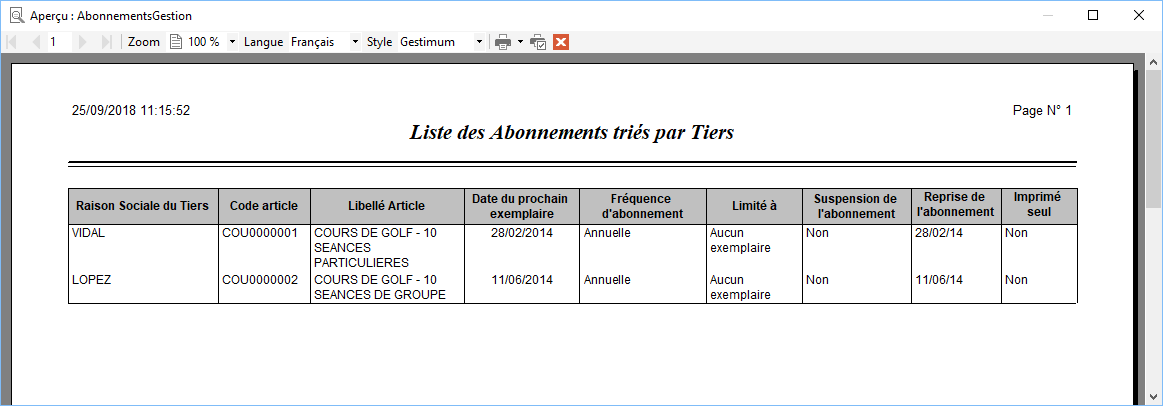 Aperçu : AbonnementsGestion
1 Zoom 100 % Langue Français Style Gestimum
25/09/2018 11:15:52 Page N° 1
Liste des Abonnements triés par Tiers
Raison Sociale du Tiers Code article Libellé Article Date du prochain exemplaire Fréquence d'abonnement Limité à Suspension de l'abonnement Reprise de l'abonnement Imprimé seul
VIDAL COU0000001 COURS DE GOLF - 10 28/02/2014 Annuelle Aucun Non 28/02/14 Non
SEANCES exemplaire
PARTICULIERES
LOPEZ COU0000002 COURS DE GOLF - 10 11/06/2014 Annuelle Aucun Non 11/06/14 Non
SEANCES DE GROUPE exemplaire